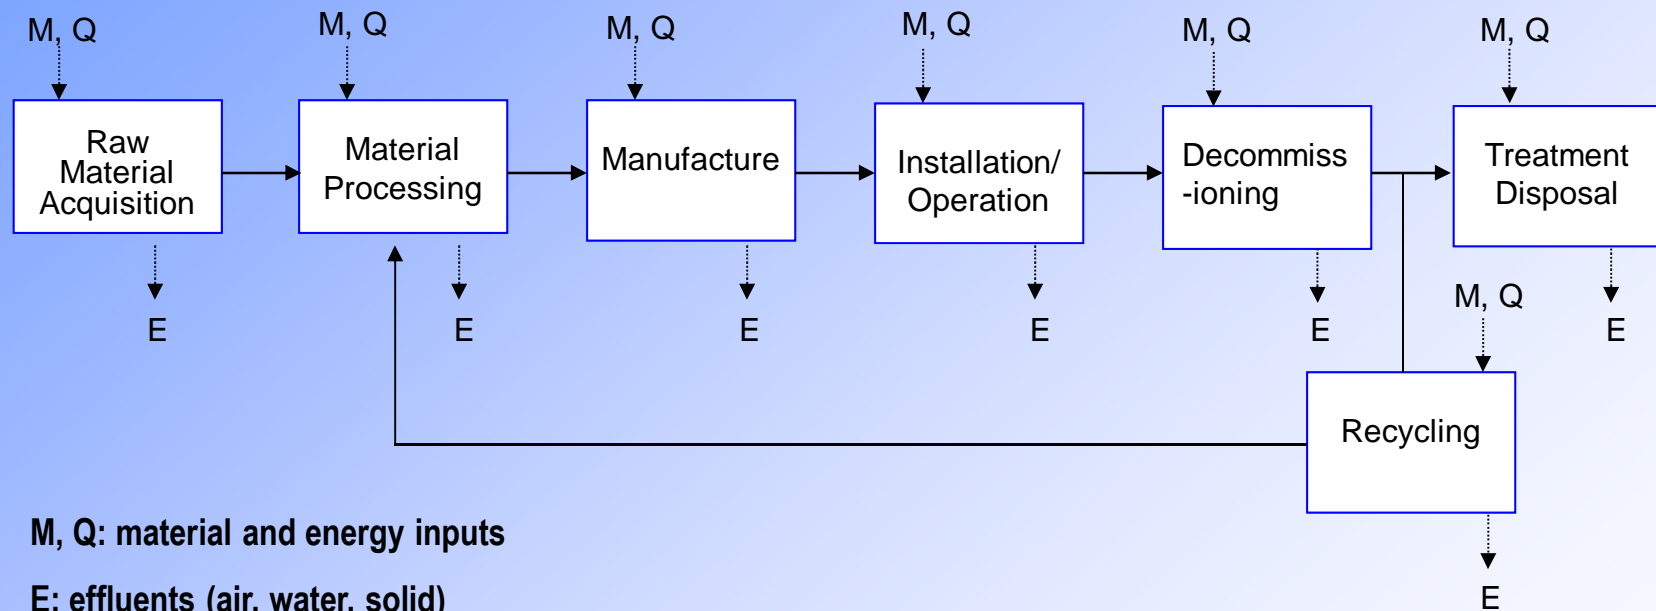 M, Q
M, Q
M, Q
M, Q
M, Q
M, Q
Raw
Material
Acquisition
Material
Processing
Manufacture
Installation/
Operation
Decommiss
-ioning
Treatment
Disposal
E
E
E
E
E
E
M, Q
Recycling
E
M, Q: material and energy inputs
E: effluents (air, water, solid)